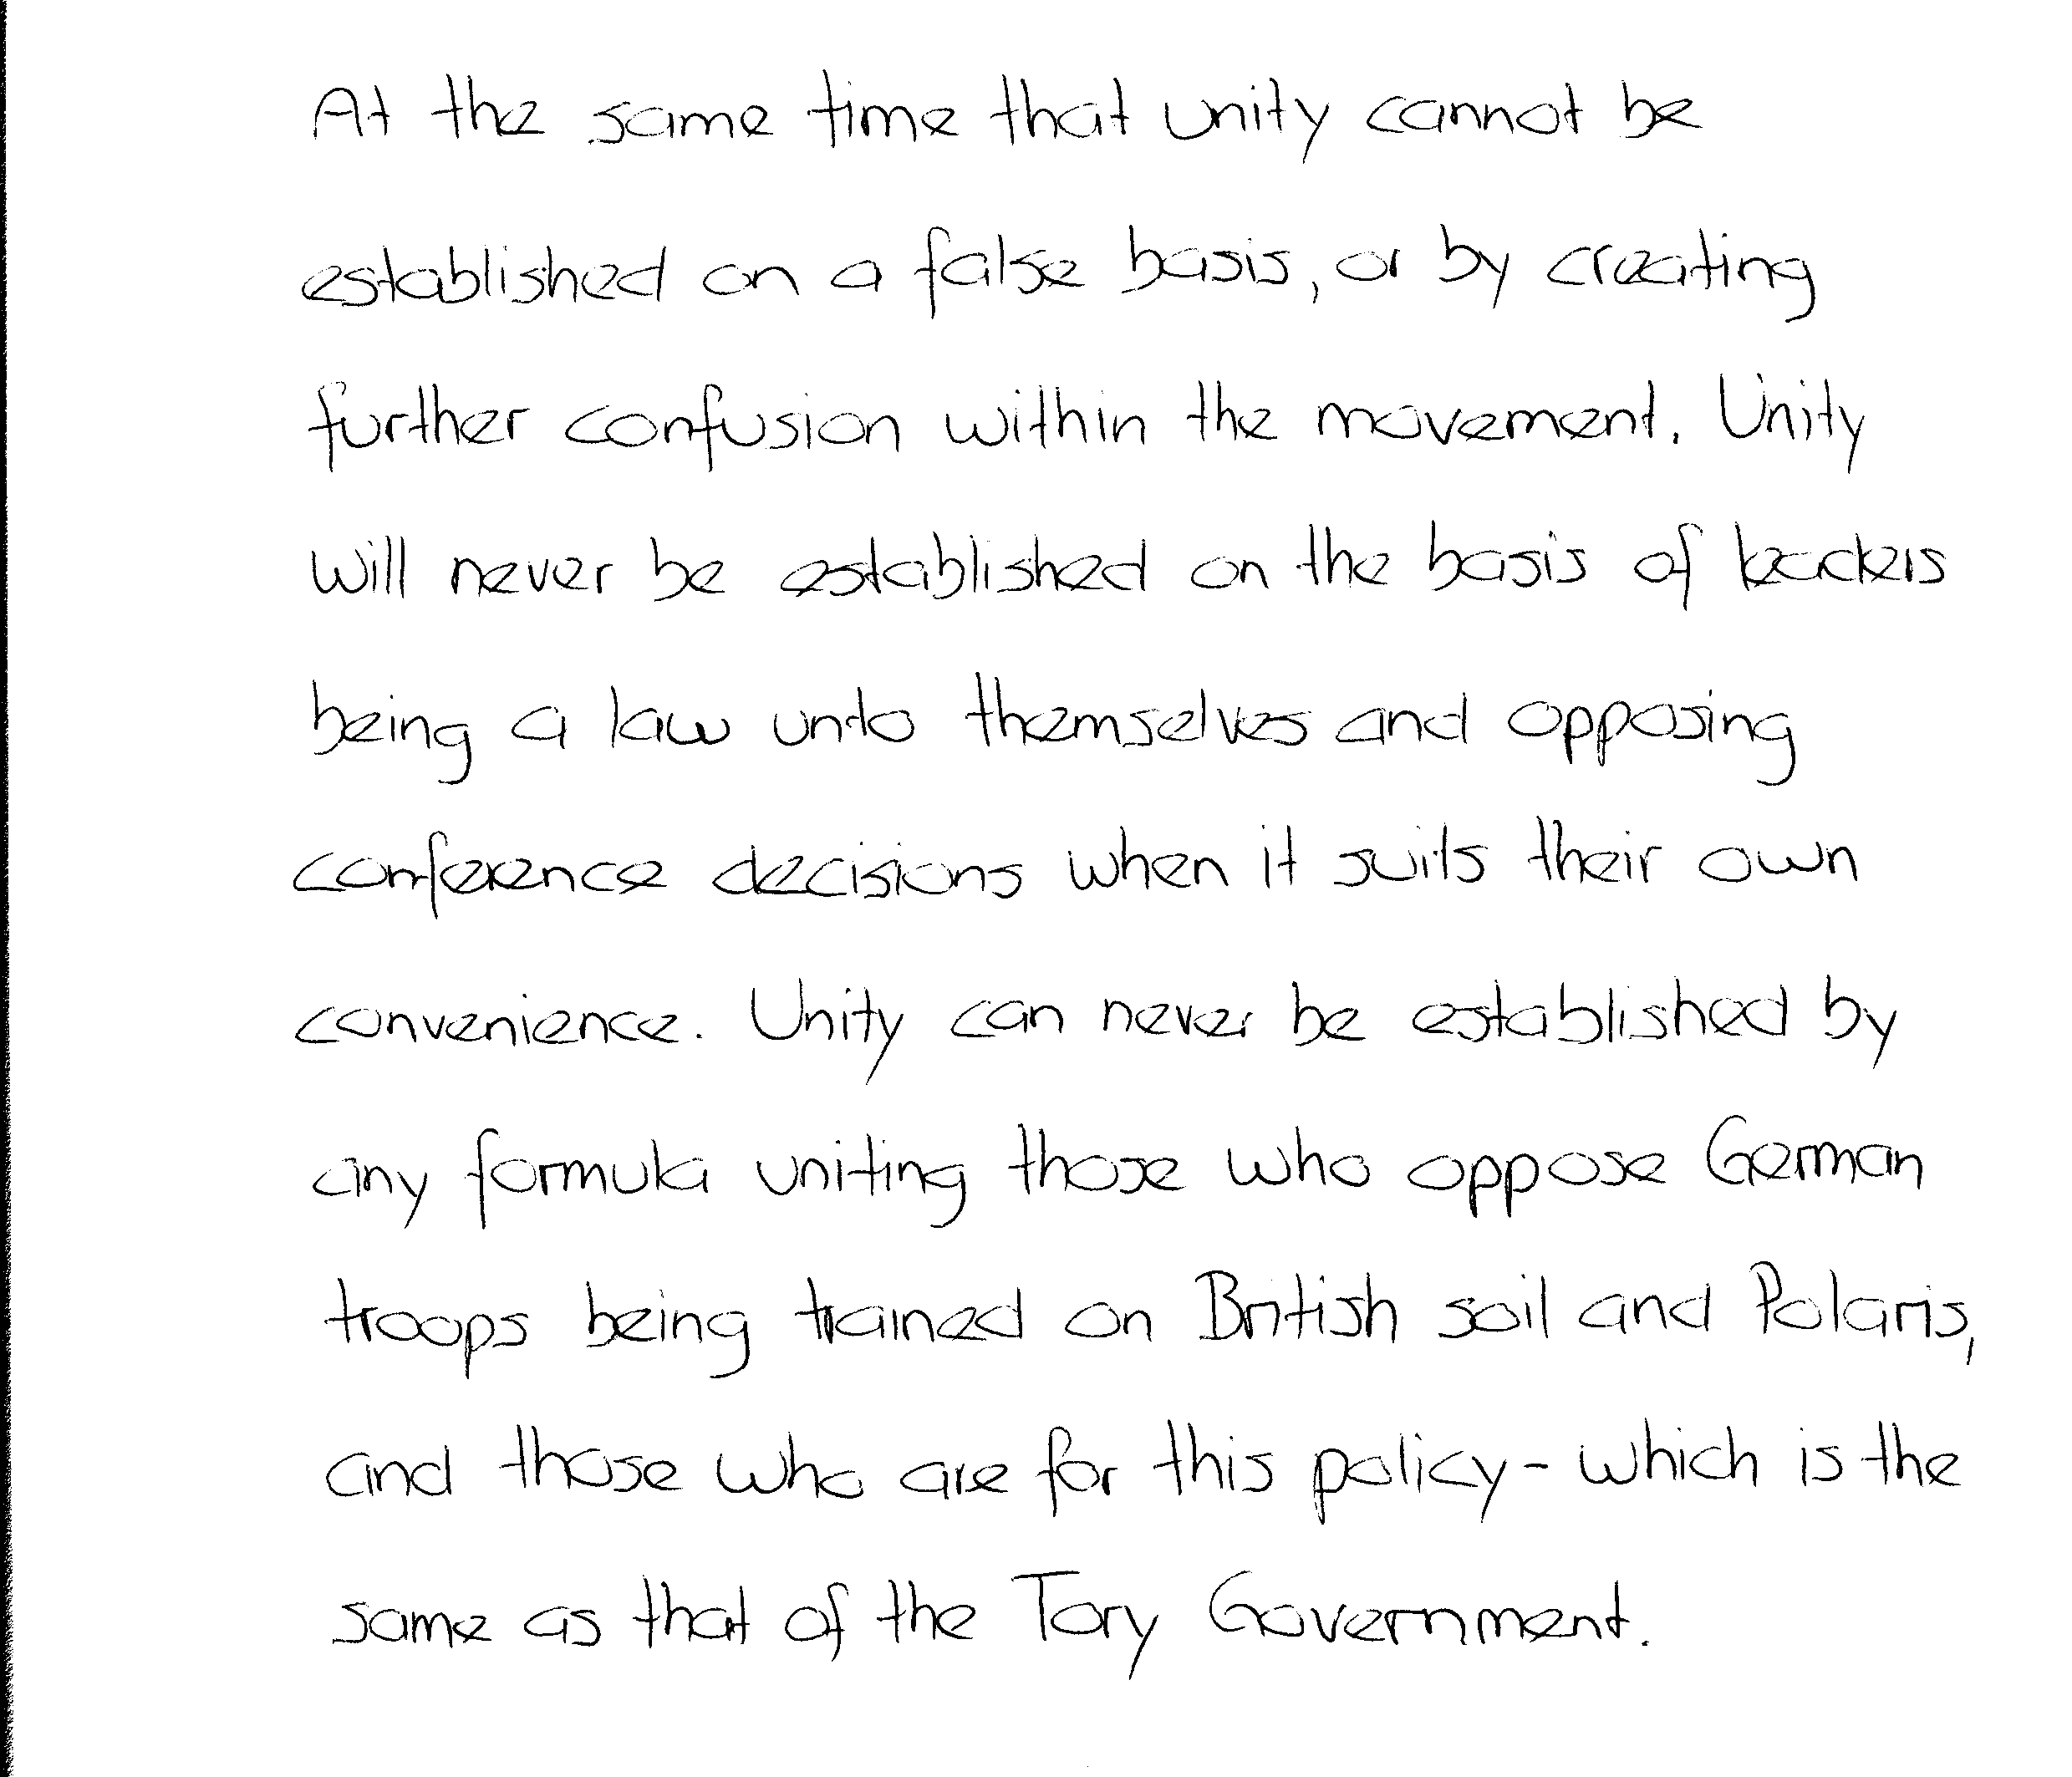 At the same time that unity cannot be
established on a false basis, or by creating
further confusion within the movement. Unity
will never be established on the basis of leaders
being a law unto themselves and opposing
conference decisions when it suits their own
convenience. Unity can never be established by
any formula uniting those who oppose German
troops being trained on British soil and Polaris,
and those who are for this policy - which is the
same as that of the Tory Government.